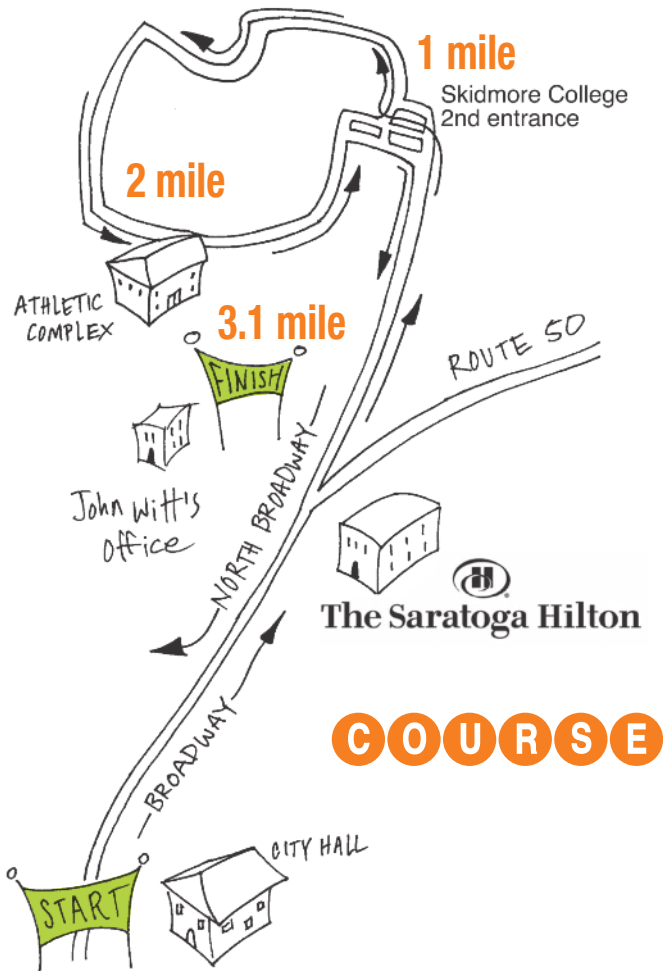 1 mile
Skidmore College
2nd entrance
2 mile
ATHLETIC
COMPLEX
3.1 mile
FINISH
ROUTE 50
John Witt's
office
NORTH BROADWAY
H
The Saratoga Hilton
COURSE
BROADWAY
CITY HALL
START